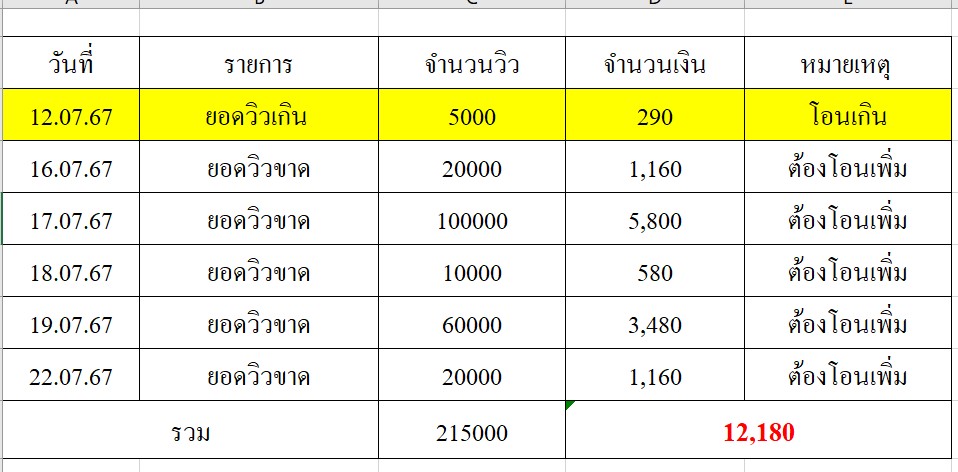 วันที่ รายการ จำนวนวิว จำนวนเงิน หมายเหตุ
12.07.67 ยอดวิวเกิน 5000 290 โอนเกิน
16.07.67 ยอดวิวขาด 20000 1,160 ต้องโอนเพิ่ม
17.07.67 ยอดวิวขาด 100000 5,800 ต้องโอนเพิ่ม
18.07.67 ยอดวิวขาด 10000 580 ต้องโอนเพิ่ม
19.07.67 ยอดวิวขาด 60000 3,480 ต้องโอนเพิ่ม
22.07.67 ยอดวิวขาด 20000 1,160 ต้องโอนเพิ่ม
รวม 215000 12,180